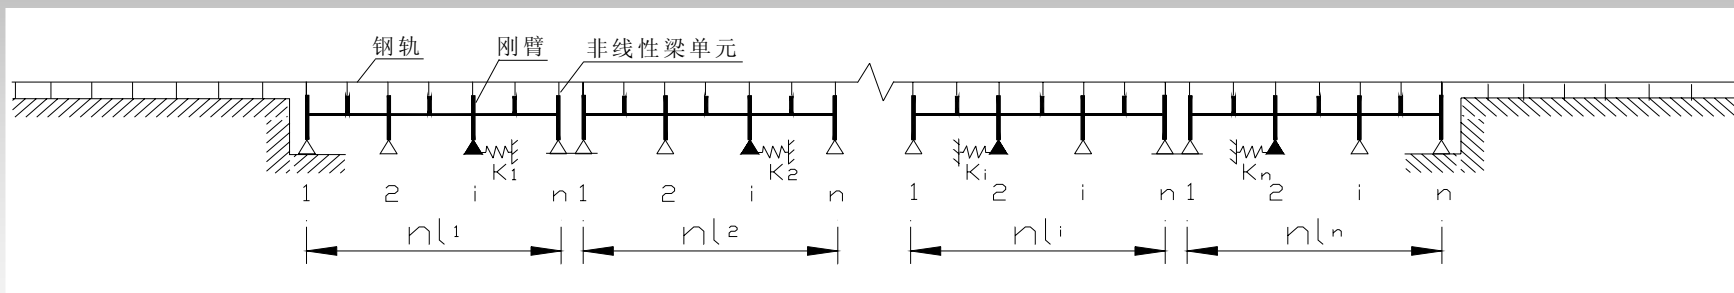 钢轨 刚臂 非线性梁单元
K1 K2 Ki Kn
1 2 i n 1 2 i n 1 2 i n 1 2 i n
nl1 nl2 nli nln